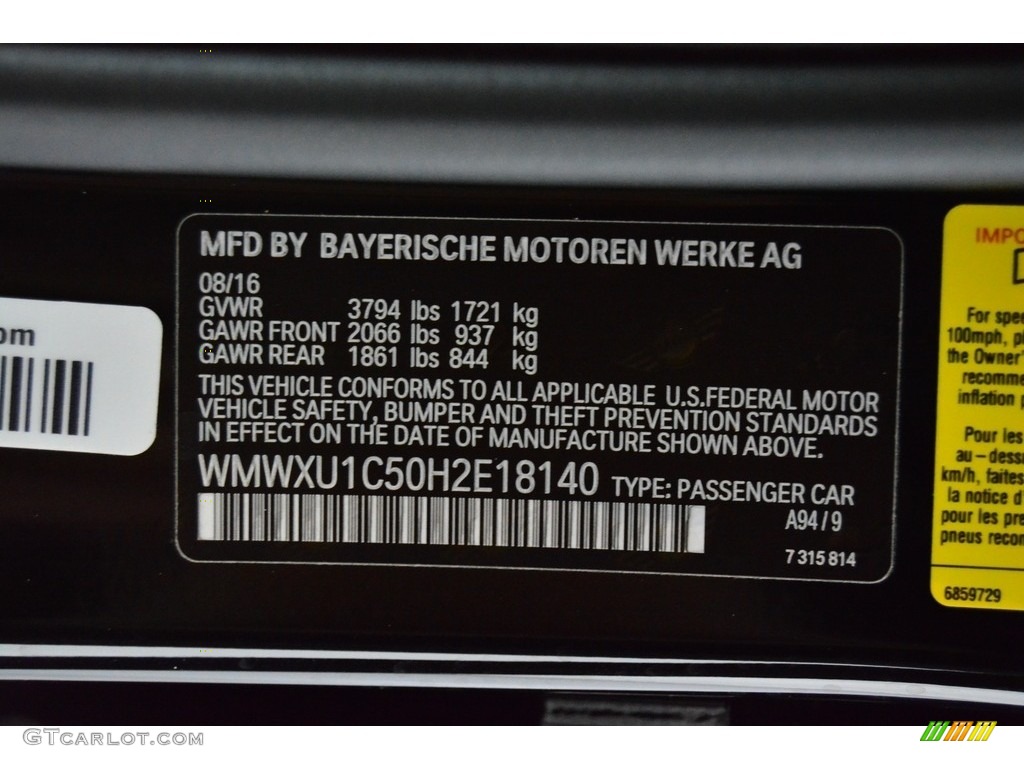 MFD BY BAYERISCHE MOTOREN WERKE AG
08/16
GVWR 3794 lbs 1721 kg
GAWR FRONT 2066 lbs 937 kg
GAWR REAR 1861 lbs 844 kg
THIS VEHICLE CONFORMS TO ALL APPLICABLE U.S.FEDERAL MOTOR
VEHICLE SAFETY, BUMPER AND THEFT PREVENTION STANDARDS
IN EFFECT ON THE DATE OF MANUFACTURE SHOWN ABOVE.
WMWXU1C50H2E18140 TYPE: PASSENGER CAR
A94/9
7 315 814
om
IMPO
For spee
100mph, p
the Owner'
recomme
inflation p
Pour les
au-dess
km/h, faites
la notice d'
pour les pre
pneus recom
6859729
GTCarlot.com